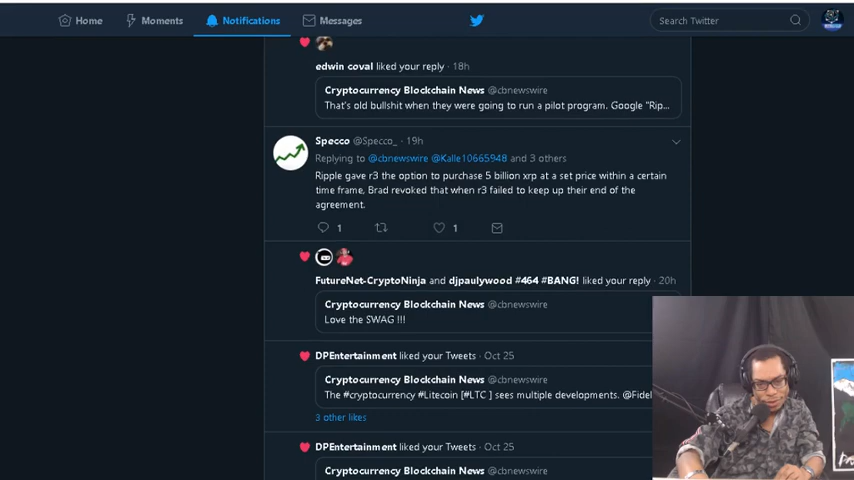 Home Moments Notifications Messages Search Twitter
edwin coval liked your reply · 18h
Cryptocurrency Blockchain News @cbnewswire
That's old bullshit when they were going to run a pilot program. Google "Rip...
Specco @Specco_ · 19h
Replying to @cbnewswire @Kalle10665948 and 3 others
Ripple gave r3 the option to purchase 5 billion xrp at a set price within a certain
time frame, Brad revoked that when r3 failed to keep up their end of the
agreement.
1 1
FutureNet-CryptoNinja and djpaulywood #464 #BANG! liked your reply · 20h
Cryptocurrency Blockchain News @cbnewswire
Love the SWAG !!!
DPEntertainment liked your Tweets · Oct 25
Cryptocurrency Blockchain News @cbnewswire
The #cryptocurrency #Litecoin [#LTC ] sees multiple developments. @Fidel
3 other likes
DPEntertainment liked your Tweets · Oct 25
Cryptocurrency Blockchain News @cbnewswire